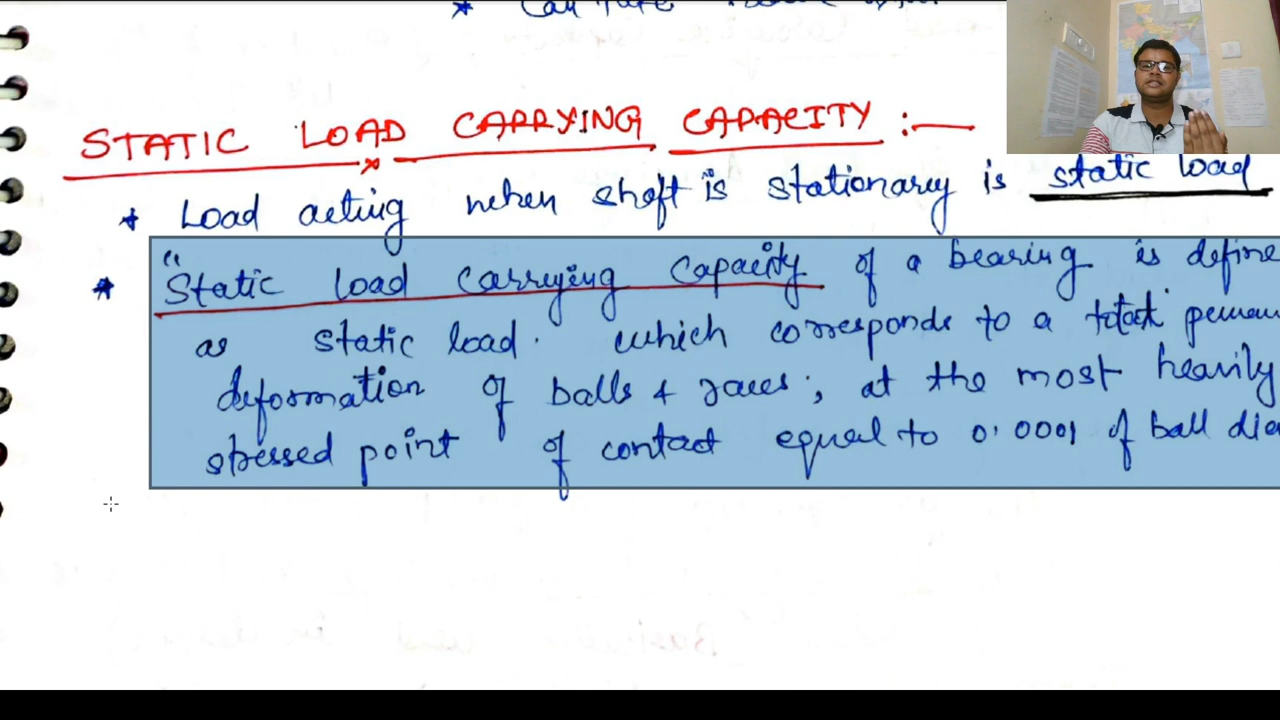 STATIC LOAD CARRYING CAPACITY :—
* Load acting when shaft is stationary is static load
* "Static load carrying capacity of a bearing is define
as static load. which corresponds to a total perman
deformation of balls & races; at the most heavily
stressed point of contact equal to 0.0001 of ball dia